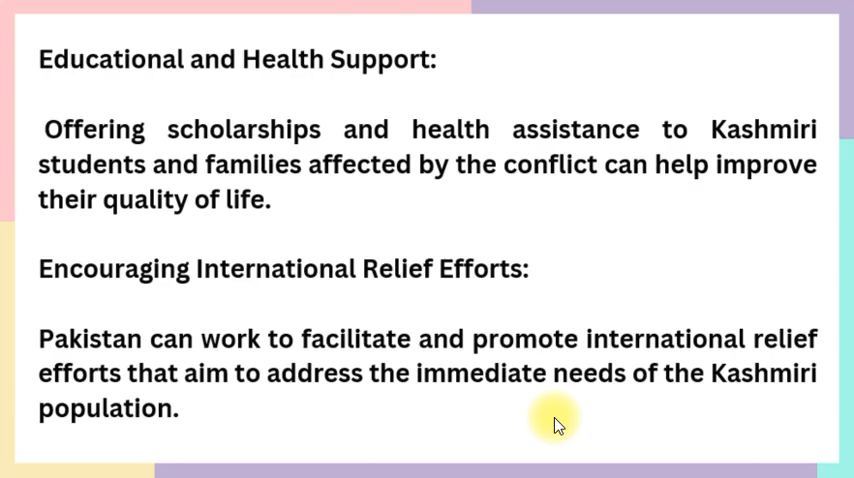 Educational and Health Support:
Offering scholarships and health assistance to Kashmiri
students and families affected by the conflict can help improve
their quality of life.
Encouraging International Relief Efforts:
Pakistan can work to facilitate and promote international relief
efforts that aim to address the immediate needs of the Kashmiri
population.